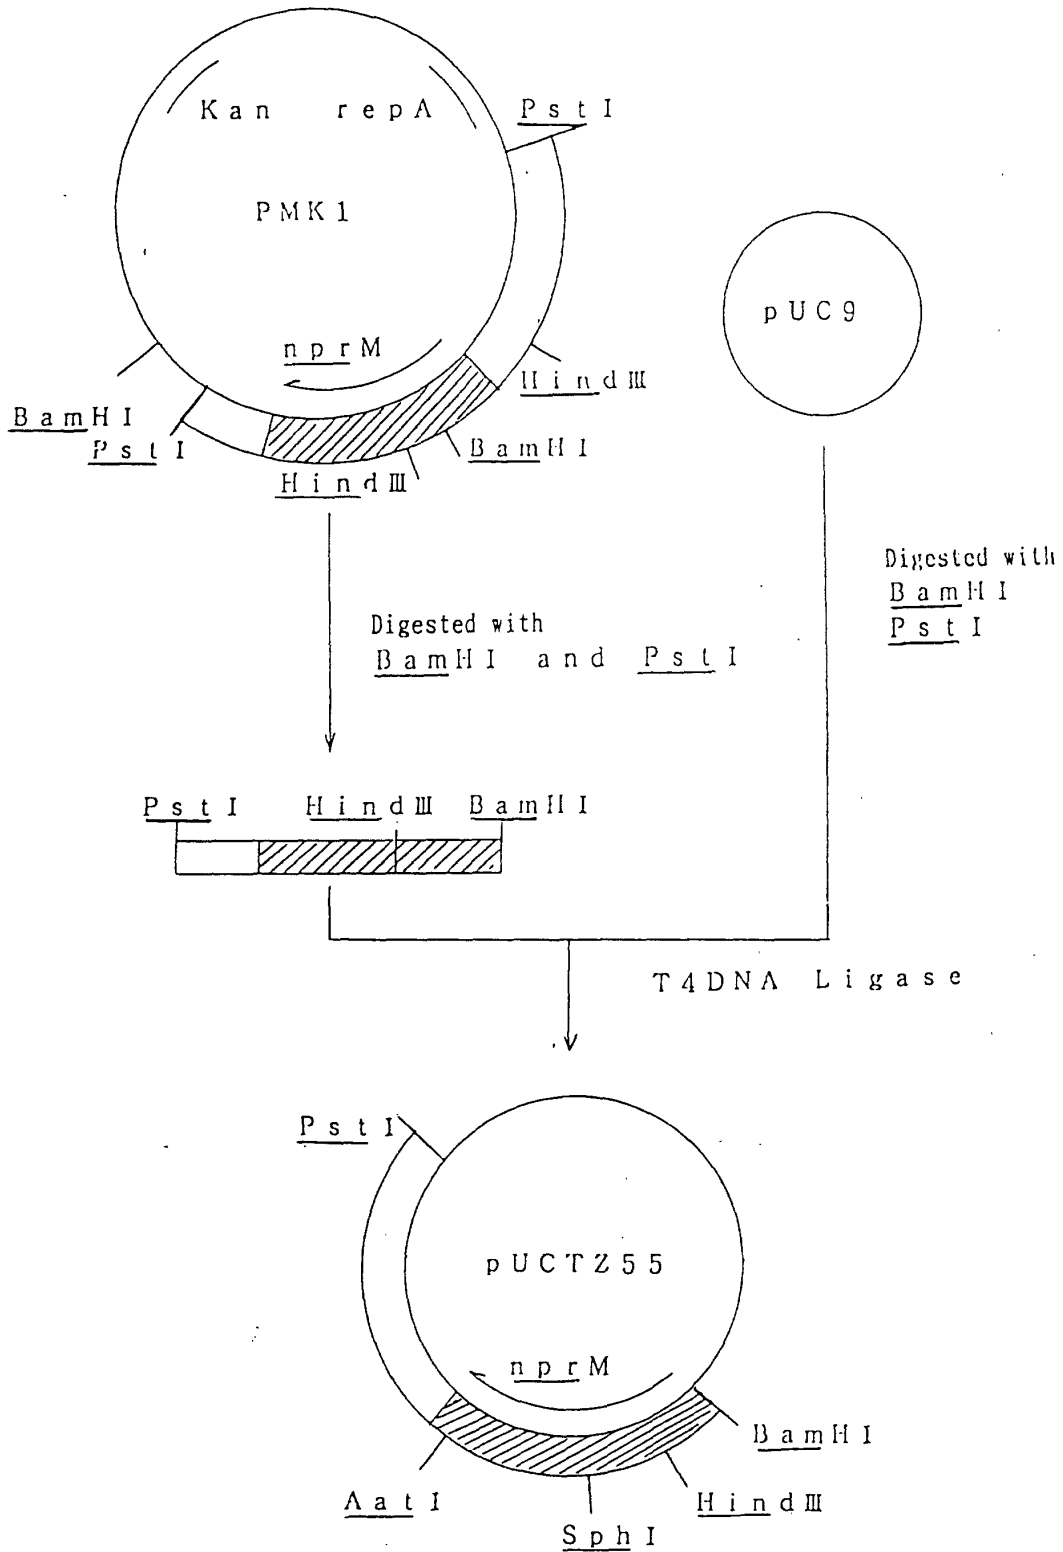 Kan repA
PstI
PMK1
pUC9
nprM
HindIII
BamHI
PstI
BamHI
HindIII
Digested with
BamHI
PstI
Digested with
BamHI and PstI
PstI HindIII BamHI
T4DNA Ligase
PstI
pUCTZ55
nprM
BamHI
AatI
HindIII
SphI